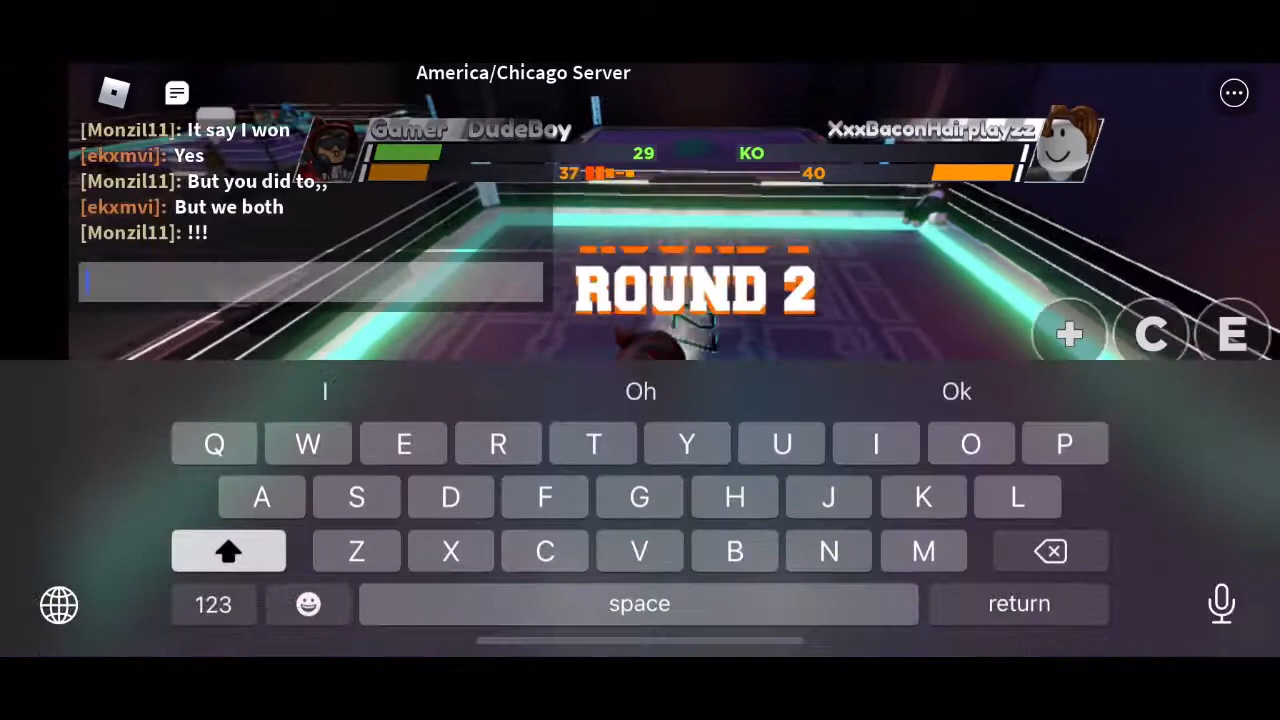 America/Chicago Server
[Monzil11]: It say I won
[ekxmvi]: Yes
[Monzil11]: But you did to,,
[ekxmvi]: But we both
[Monzil11]: !!!
Gamer_DudeBoy
XxxBaconHairplayzz
29 KO
37 40
ROUND 2
+ C E
I Oh Ok
Q W E R T Y U I O P
A S D F G H J K L
Z X C V B N M
123 space return